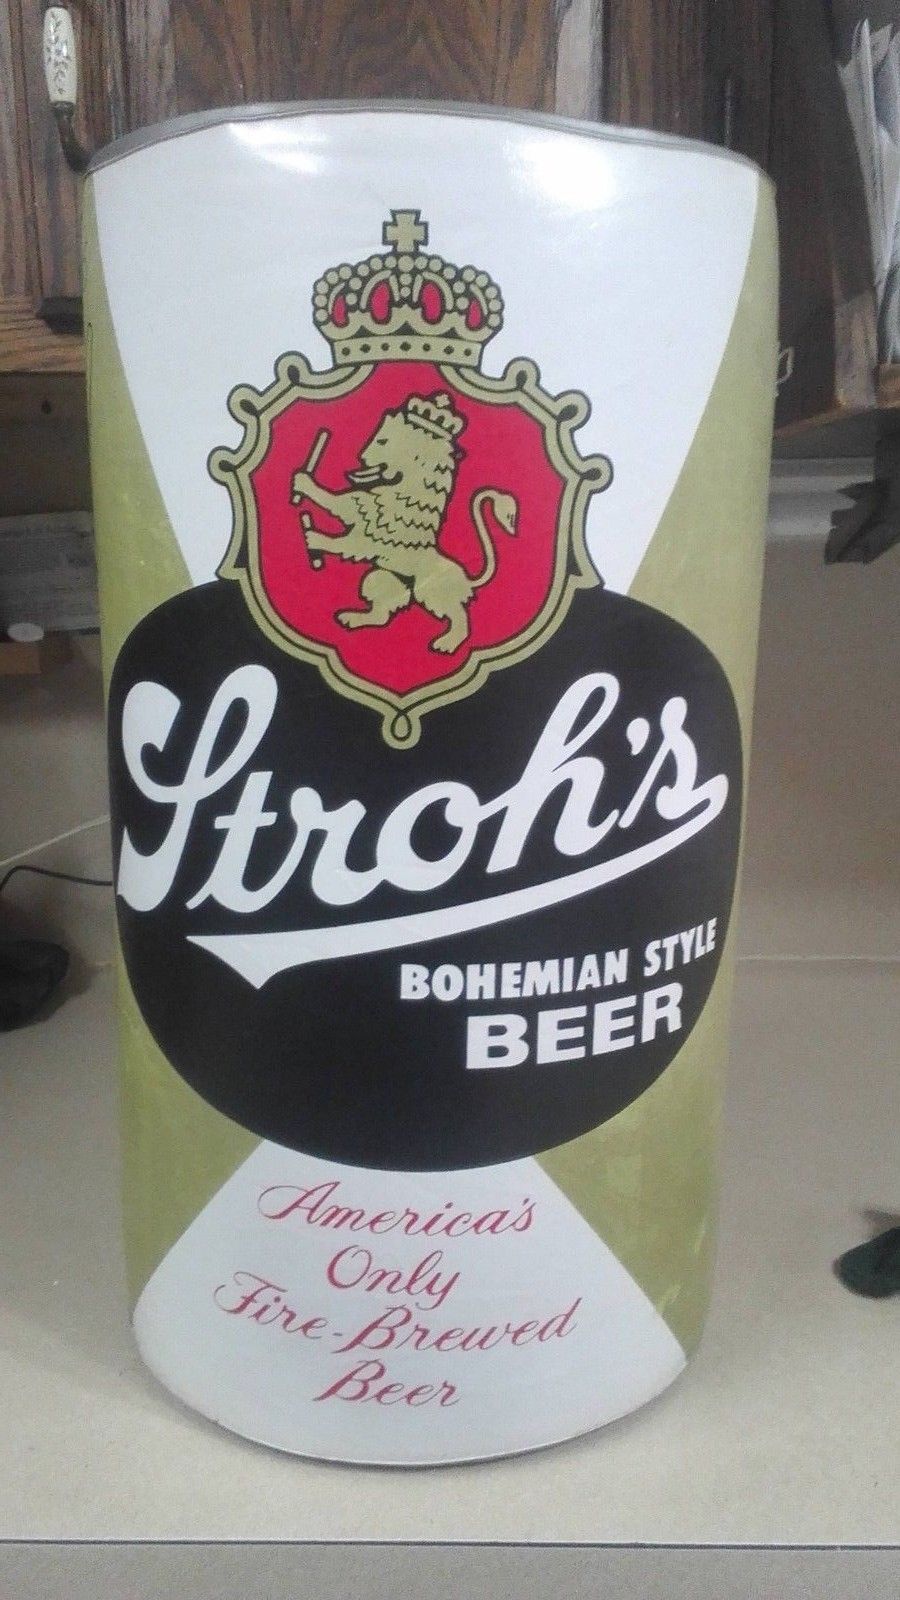 Stroh's
BOHEMIAN STYLE
BEER
America's
Only
Fire-Brewed
Beer